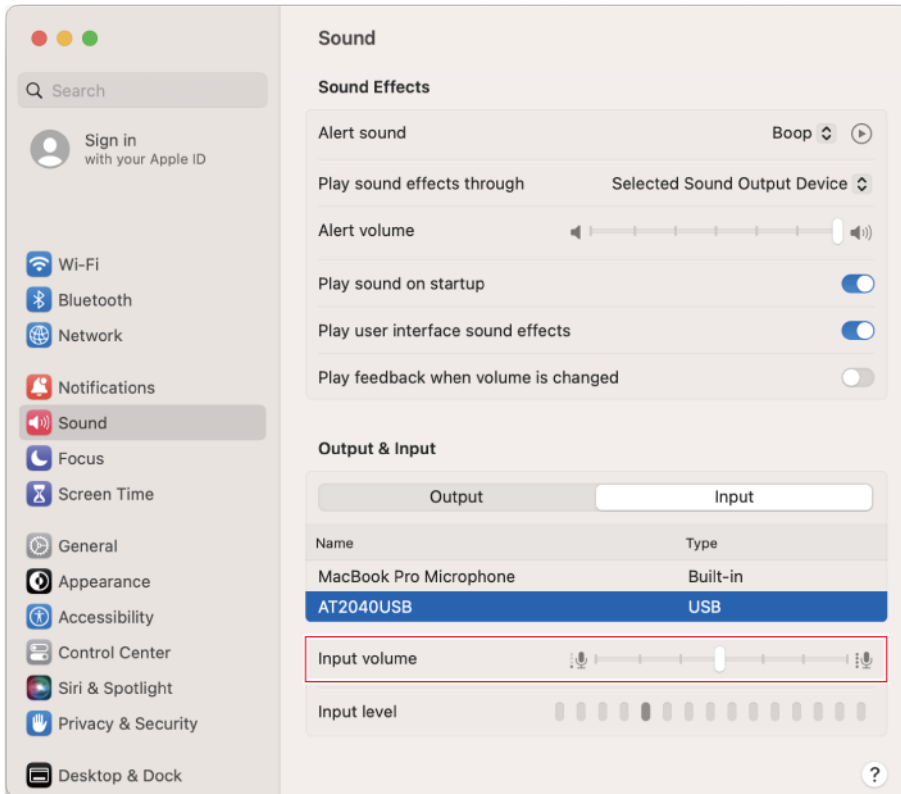 Search
Sign in
with your Apple ID
Wi-Fi
Bluetooth
Network
Notifications
Sound
Focus
Screen Time
General
Appearance
Accessibility
Control Center
Siri & Spotlight
Privacy & Security
Desktop & Dock
Sound
Sound Effects
Alert sound Boop
Play sound effects through Selected Sound Output Device
Alert volume
Play sound on startup
Play user interface sound effects
Play feedback when volume is changed
Output & Input
Output Input
Name Type
MacBook Pro Microphone Built-in
AT2040USB USB
Input volume
Input level
?